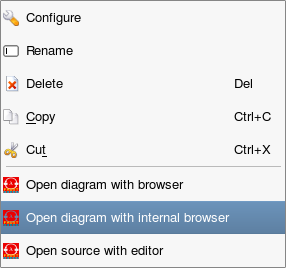 Configure
Rename
Delete Del
Copy Ctrl+C
Cut Ctrl+X
Open diagram with browser
Open diagram with internal browser
Open source with editor